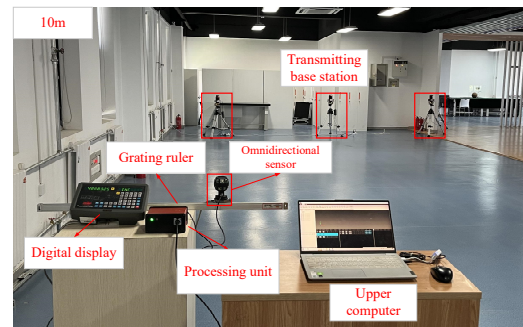 10m
Transmitting
base station
Grating ruler
Omnidirectional
sensor
Digital display
Processing unit
Upper
computer